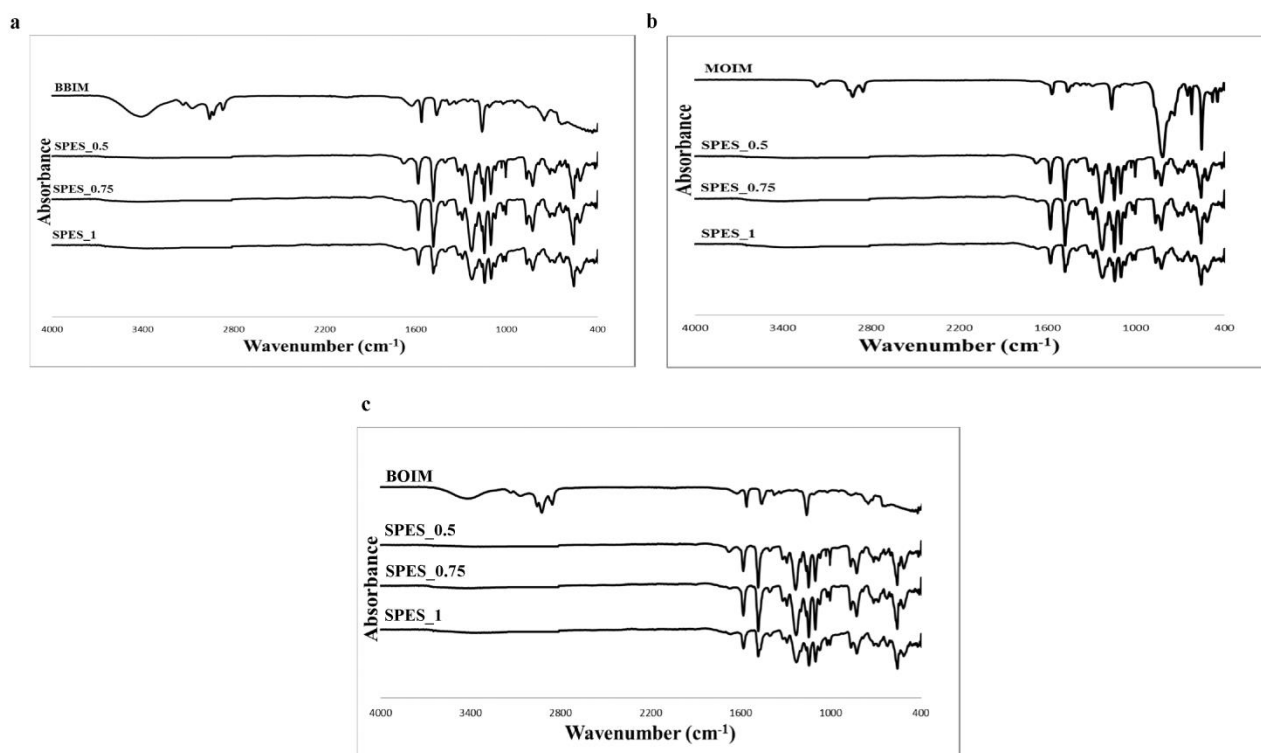 a
BBIM
SPES_0.5
SPES_0.75
SPES_1
Absorbance
4000 3400 2800 2200 1600 1000 400
Wavenumber (cm⁻¹)
b
MOIM
SPES_0.5
SPES_0.75
SPES_1
Absorbance
4000 3400 2800 2200 1600 1000 400
Wavenumber (cm⁻¹)
c
BOIM
SPES_0.5
SPES_0.75
SPES_1
Absorbance
4000 3400 2800 2200 1600 1000 400
Wavenumber (cm⁻¹)